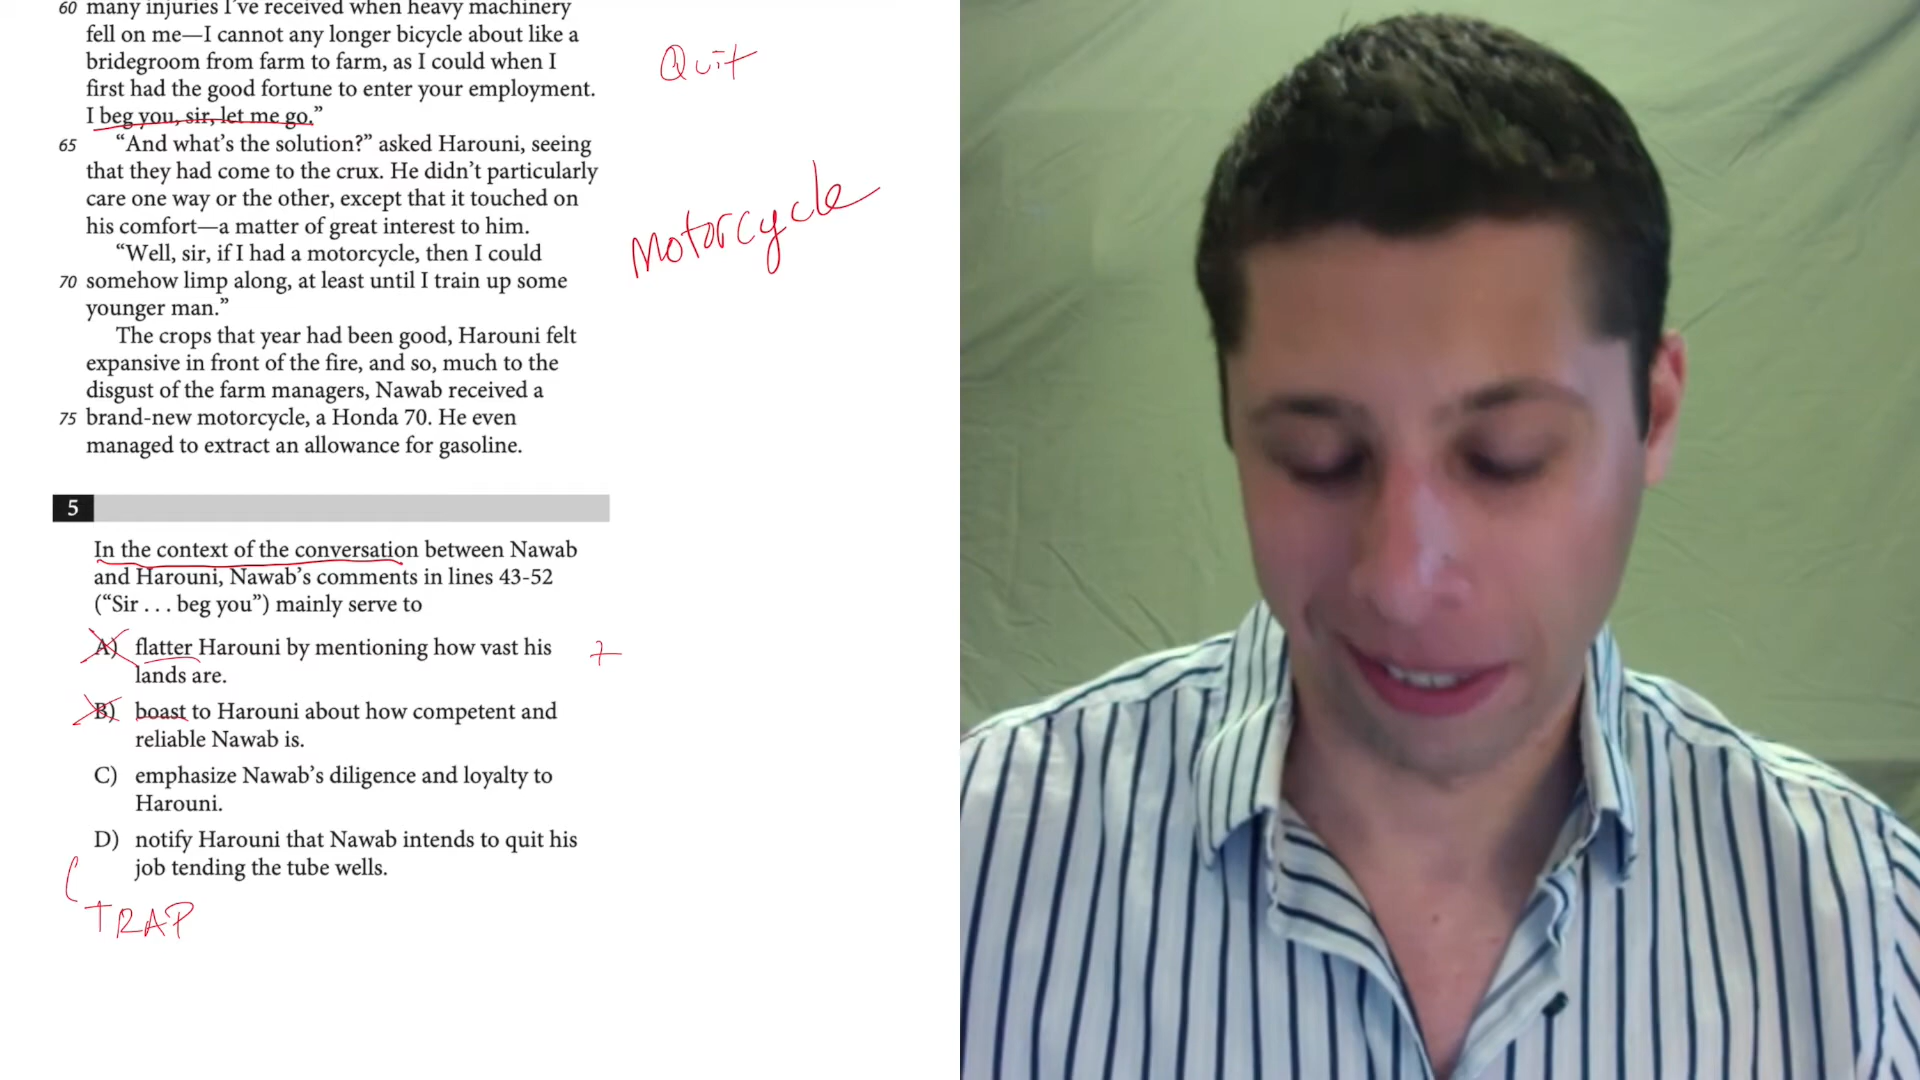 60 many injuries I've received when heavy machinery
fell on me—I cannot any longer bicycle about like a
bridegroom from farm to farm, as I could when I
first had the good fortune to enter your employment.
I beg you, sir, let me go.”
Quit
65 “And what's the solution?” asked Harouni, seeing
that they had come to the crux. He didn't particularly
care one way or the other, except that it touched on
his comfort—a matter of great interest to him.
Motorcycle
“Well, sir, if I had a motorcycle, then I could
70 somehow limp along, at least until I train up some
younger man.”
The crops that year had been good, Harouni felt
expansive in front of the fire, and so, much to the
disgust of the farm managers, Nawab received a
75 brand-new motorcycle, a Honda 70. He even
managed to extract an allowance for gasoline.
5
In the context of the conversation between Nawab
and Harouni, Nawab's comments in lines 43-52
(“Sir . . . beg you”) mainly serve to
A) flatter Harouni by mentioning how vast his
lands are.
B) boast to Harouni about how competent and
reliable Nawab is.
C) emphasize Nawab's diligence and loyalty to
Harouni.
D) notify Harouni that Nawab intends to quit his
job tending the tube wells.
TRAP